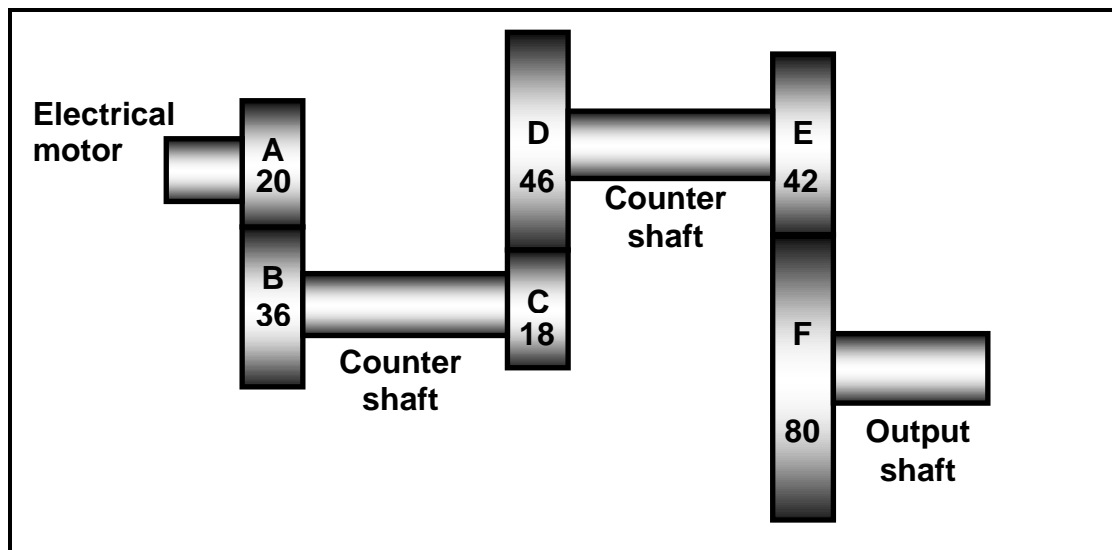 Electrical
motor
A
20
B
36
Counter
shaft
D
46
C
18
Counter
shaft
E
42
F
80
Output
shaft